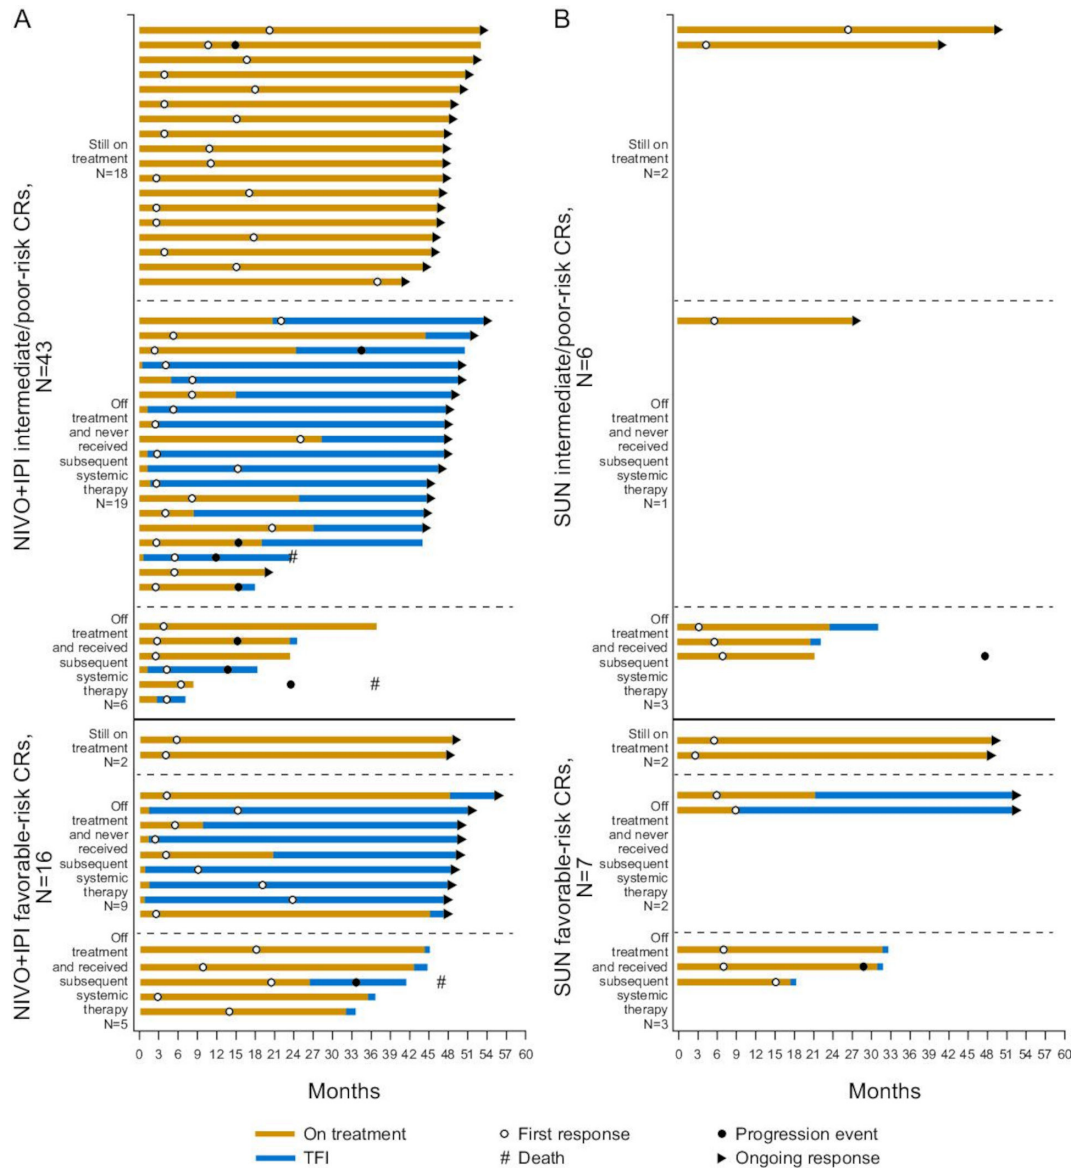 A
B
NIVO+IPI intermediate/poor-risk CRs,
N=43
Still on
treatment
N=18
Off
treatment
and never
received
subsequent
systemic
therapy
N=19
#
Off
treatment
and received
subsequent
systemic
therapy
N=6
#
NIVO+IPI favorable-risk CRs,
N=16
Still on
treatment
N=2
Off
treatment
and never
received
subsequent
systemic
therapy
N=9
Off
treatment
and received
subsequent
systemic
therapy
N=5
#
0 3 6 9 12 15 18 21 24 27 30 33 36 39 42 45 48 51 54 57 60
Months
SUN intermediate/poor-risk CRs,
N=6
Still on
treatment
N=2
Off
treatment
and never
received
subsequent
systemic
therapy
N=1
Off
treatment
and received
subsequent
systemic
therapy
N=3
SUN favorable-risk CRs,
N=7
Still on
treatment
N=2
Off
treatment
and never
received
subsequent
systemic
therapy
N=2
Off
treatment
and received
subsequent
systemic
therapy
N=3
0 3 6 9 12 15 18 21 24 27 30 33 36 39 42 45 48 51 54 57 60
Months
On treatment
First response
Progression event
TFI
# Death
Ongoing response